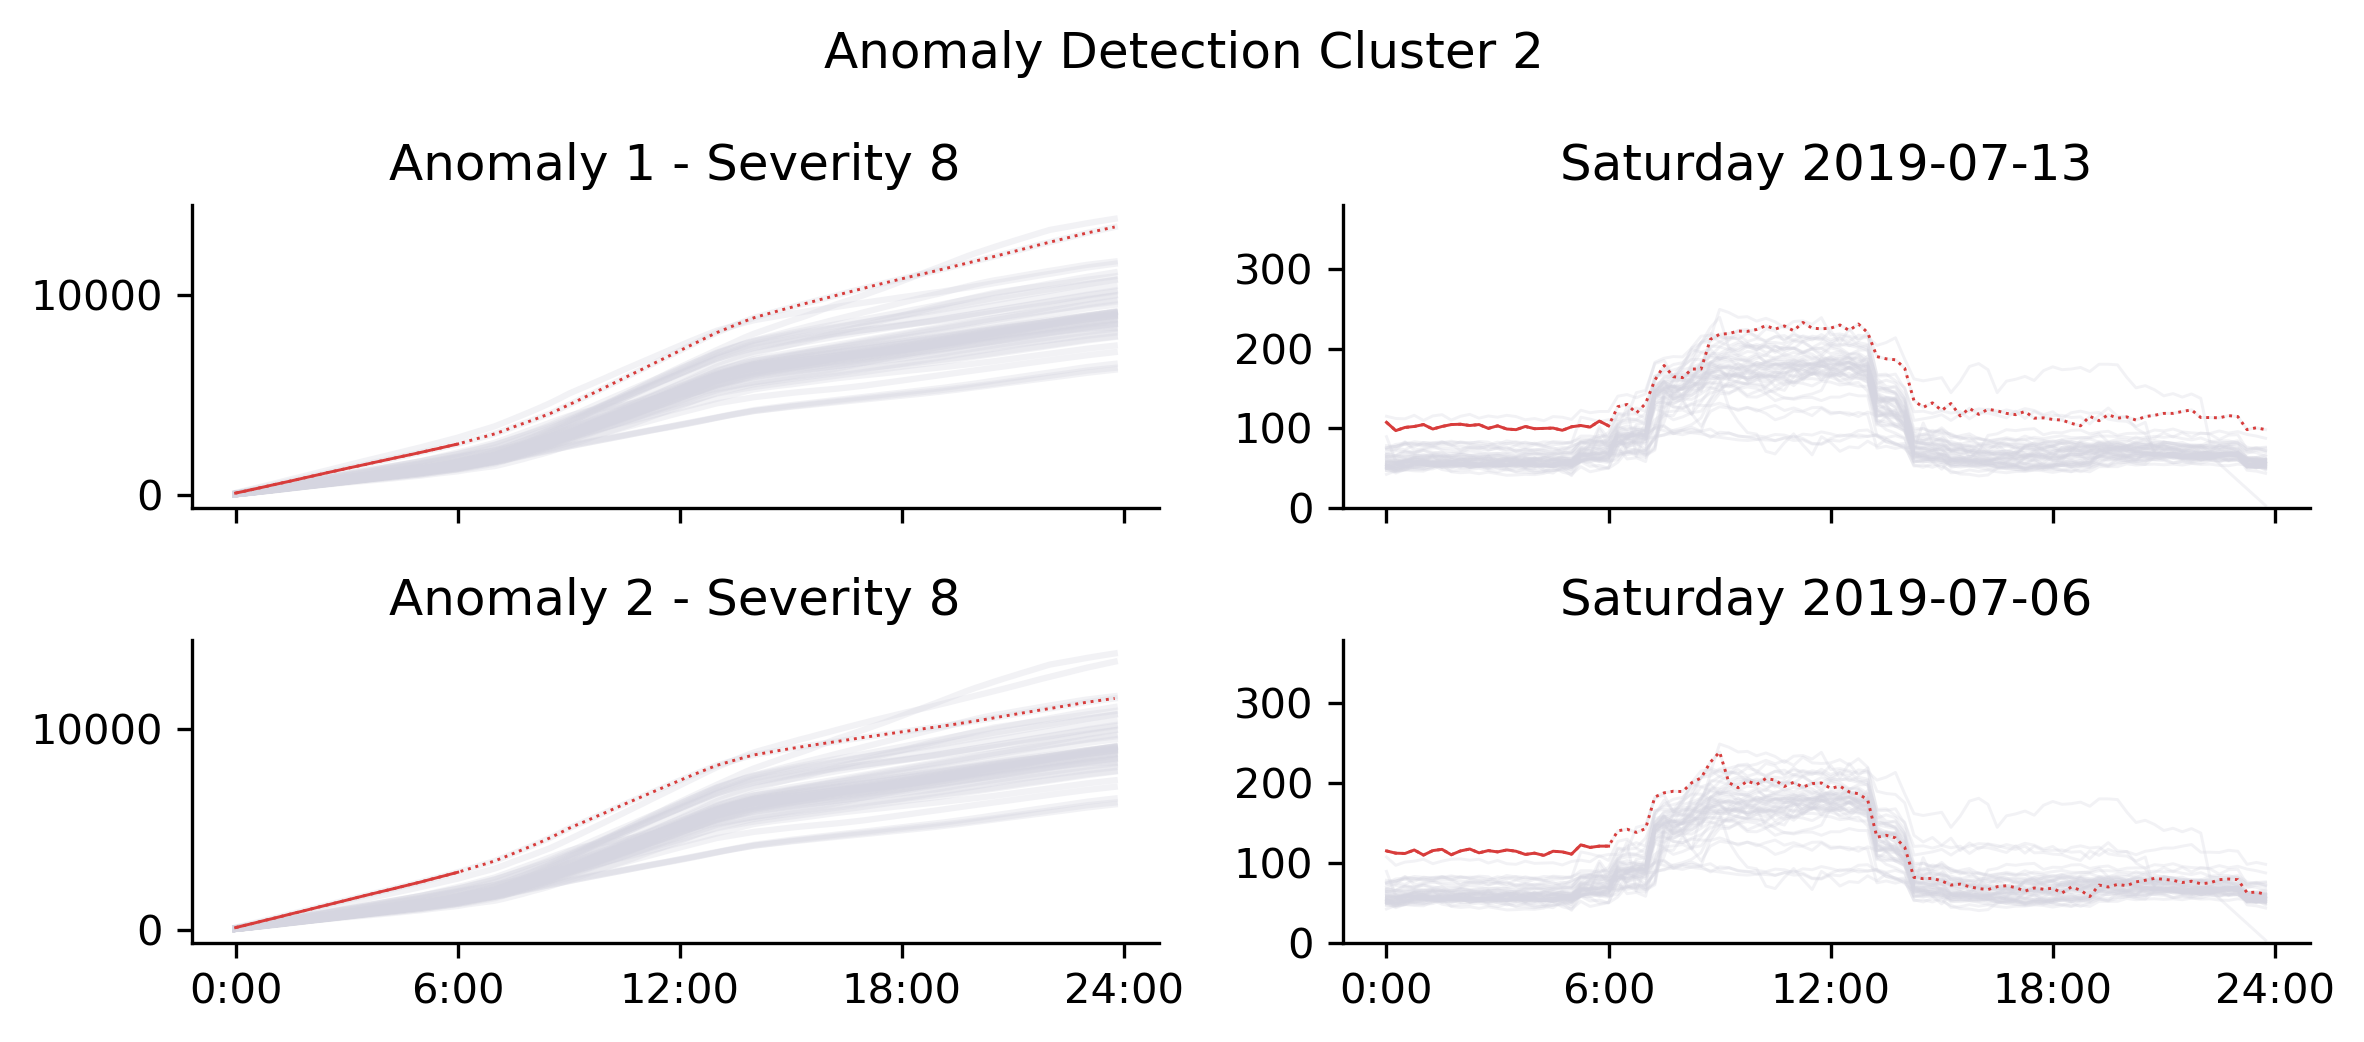 Anomaly Detection Cluster 2
Anomaly 1 - Severity 8
10000
0
Saturday 2019-07-13
300
200
100
0
Anomaly 2 - Severity 8
10000
0
0:00 6:00 12:00 18:00 24:00
Saturday 2019-07-06
300
200
100
0
0:00 6:00 12:00 18:00 24:00